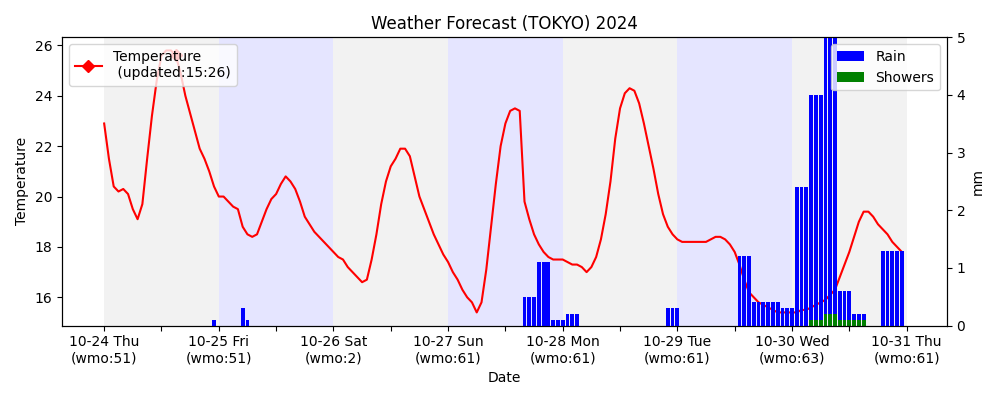 Weather Forecast (TOKYO) 2024
Temperature
(updated:15:26)
Rain
Showers
Temperature
26
24
22
20
18
16
5
4
3
2
1
0
mm
10-24 Thu
(wmo:51)
10-25 Fri
(wmo:51)
10-26 Sat
(wmo:2)
10-27 Sun
(wmo:61)
10-28 Mon
(wmo:61)
10-29 Tue
(wmo:61)
10-30 Wed
(wmo:63)
10-31 Thu
(wmo:61)
Date